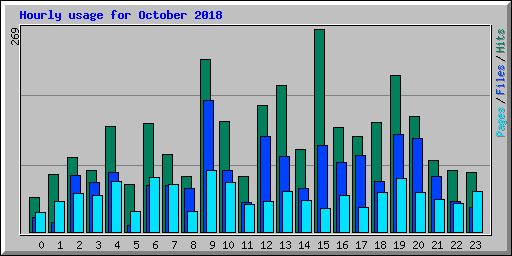 Hourly usage for October 2018
269
Pages / Files / Hits
0 1 2 3 4 5 6 7 8 9 10 11 12 13 14 15 16 17 18 19 20 21 22 23